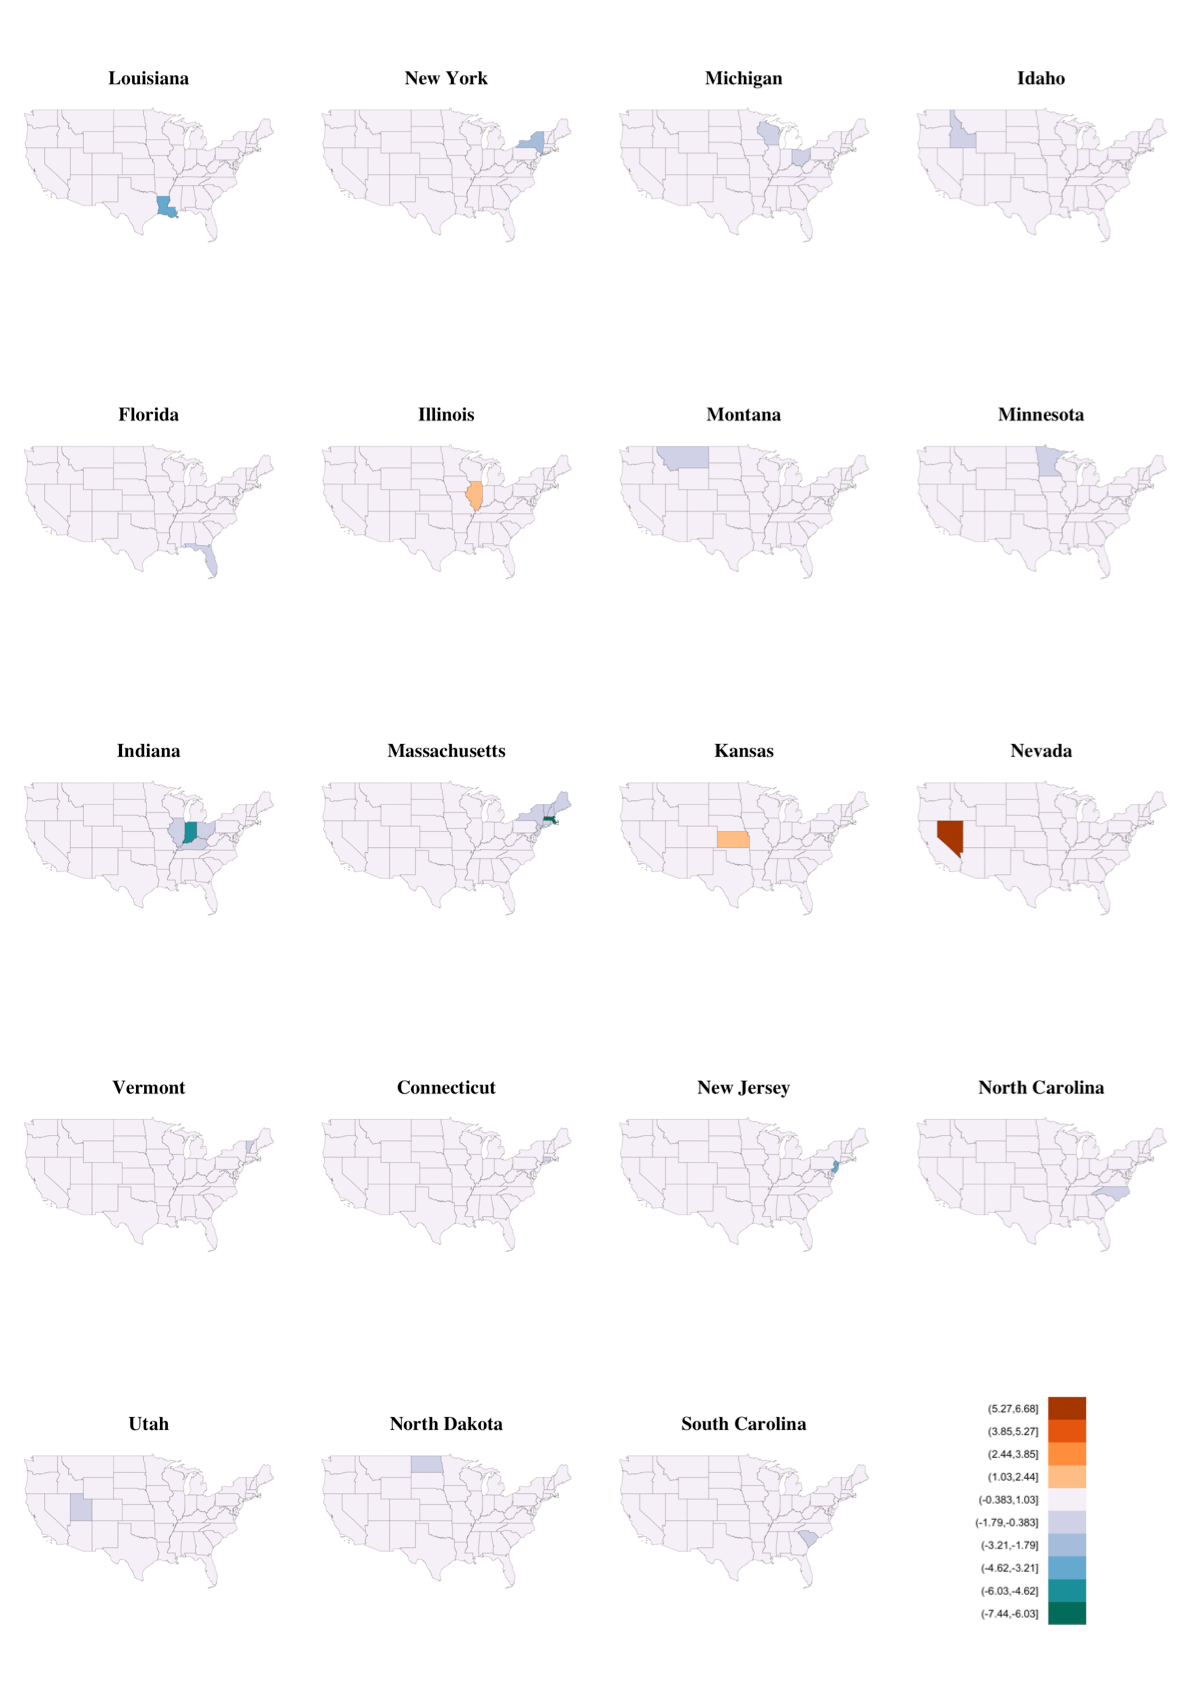 Louisiana
New York
Michigan
Idaho
Florida
Illinois
Montana
Minnesota
Indiana
Massachusetts
Kansas
Nevada
Vermont
Connecticut
New Jersey
North Carolina
Utah
North Dakota
South Carolina
(5.27,6.68]
(3.85,5.27]
(2.44,3.85]
(1.03,2.44]
(-0.383,1.03]
(-1.79,-0.383]
(-3.21,-1.79]
(-4.62,-3.21]
(-6.03,-4.62]
(-7.44,-6.03]